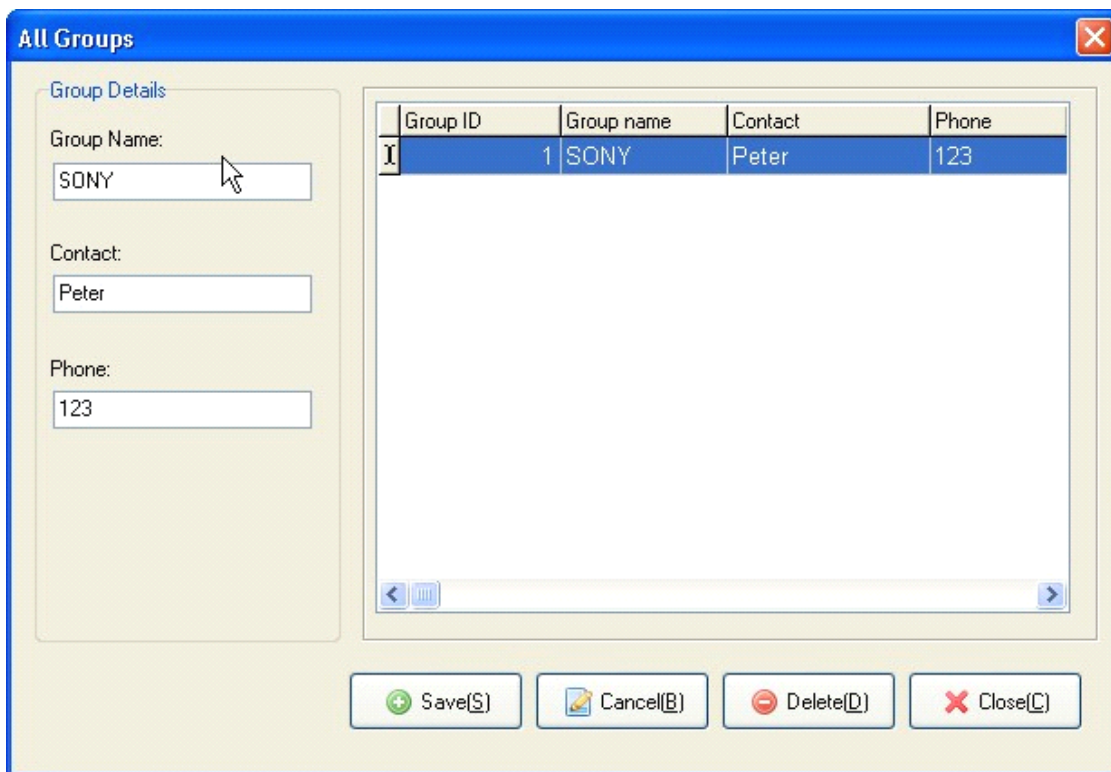 All Groups
Group Details
Group Name:
SONY
Contact:
Peter
Phone:
123
Group ID Group name Contact Phone
1 SONY Peter 123
Save(S) Cancel(B) Delete(D) Close(C)